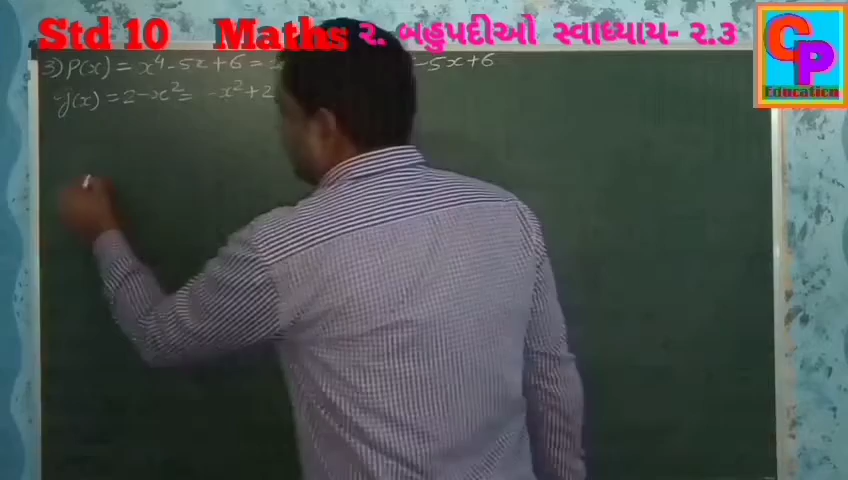 Std 10 Maths ૨. બહુપદીઓ સ્વાધ્યાય- ૨.૩
CP
Education
3) P(x) = x⁴-5x+6 = -5x+6
g(x) = 2-x² = -x²+2